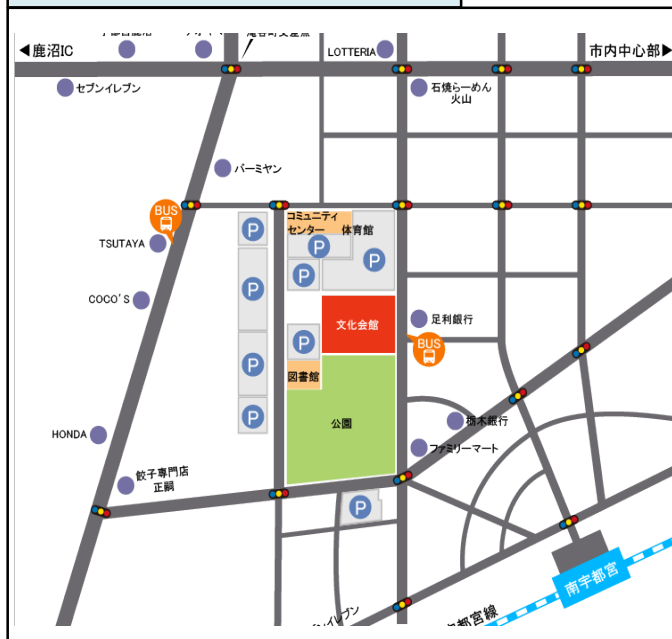 ◀鹿沼IC
LOTTERIA
市内中心部▶
セブンイレブン
石焼らーめん
火山
バーミヤン
BUS
TSUTAYA
コミュニティ
センター
体育館
P
P
P
P
P
COCO'S
文化会館
足利銀行
BUS
P
P
図書館
P
公園
栃木銀行
HONDA
ファミリーマート
餃子専門店
正嗣
P
南宇都宮